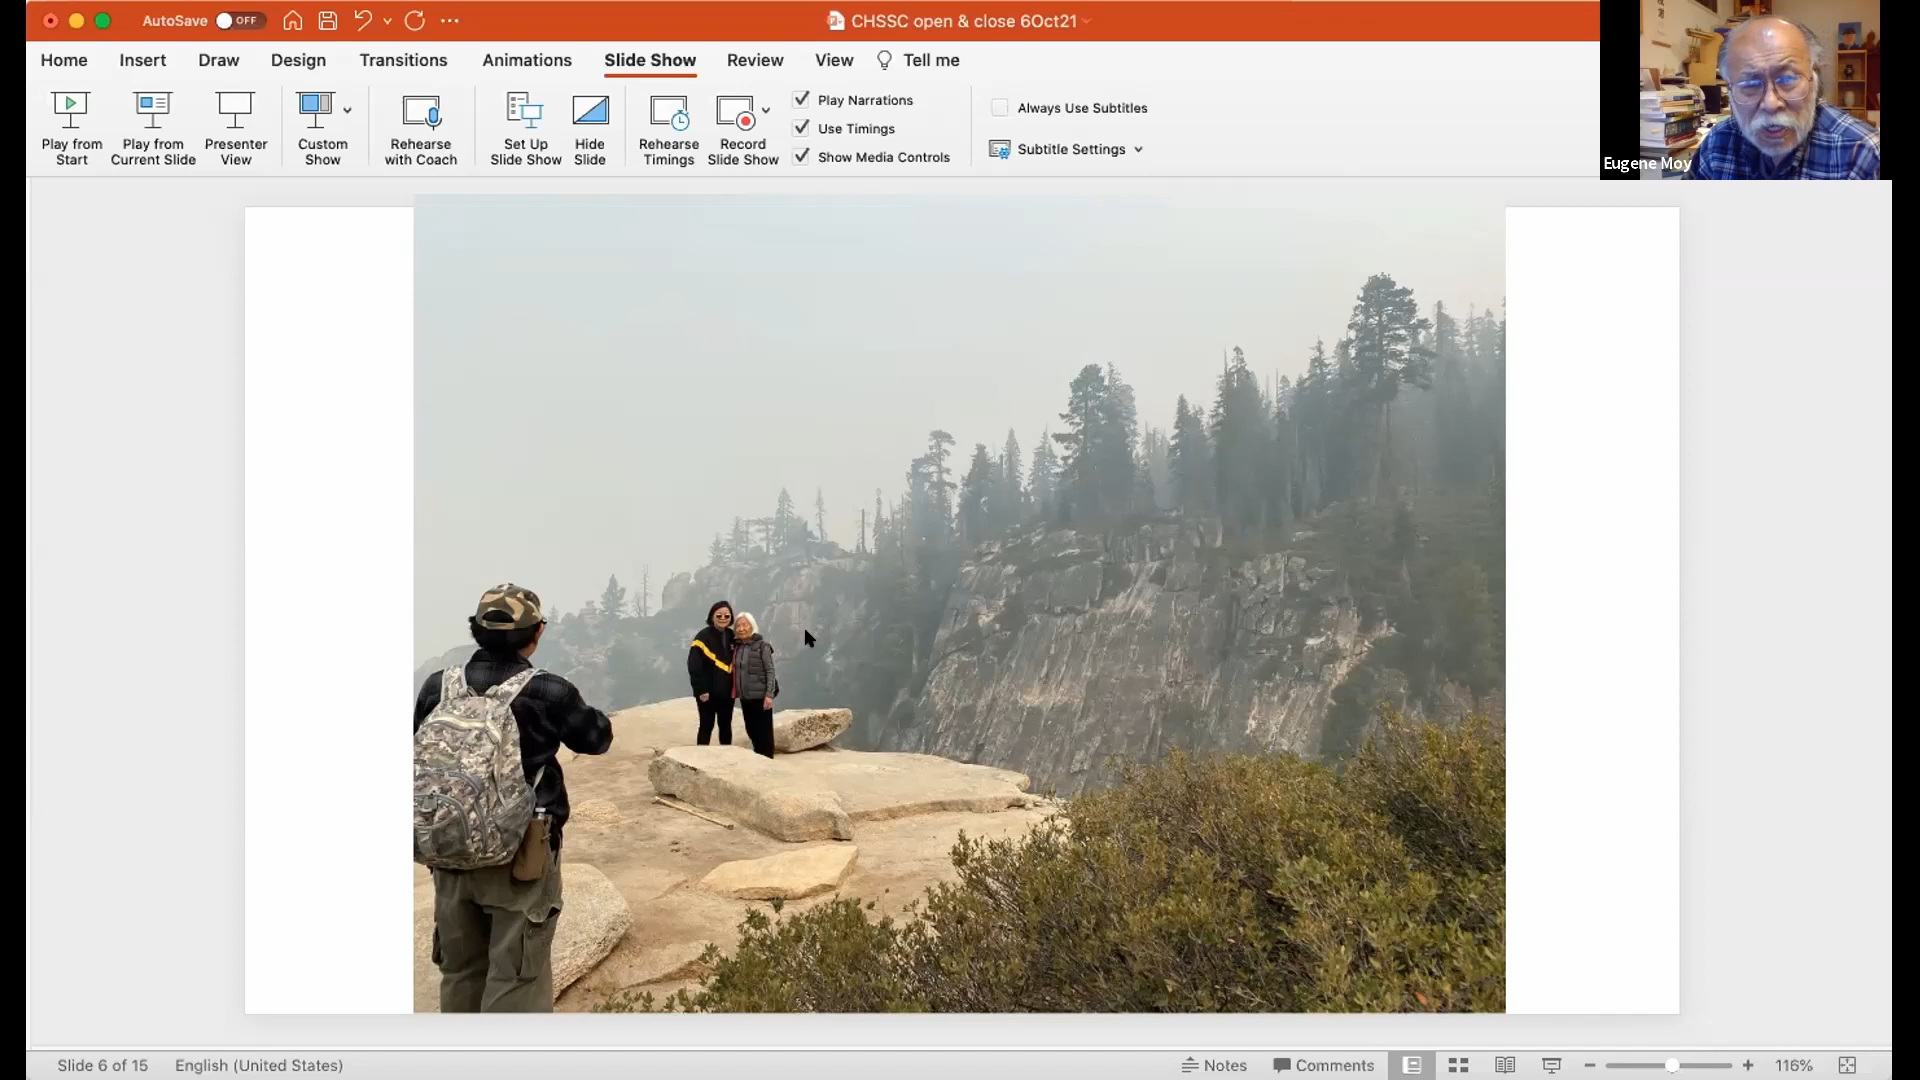 AutoSave OFF
CHSSC open & close 6Oct21
Home Insert Draw Design Transitions Animations Slide Show Review View Tell me
Play from Start
Play from Current Slide
Presenter View
Custom Show
Rehearse with Coach
Set Up Slide Show
Hide Slide
Rehearse Timings
Record Slide Show
Play Narrations
Use Timings
Show Media Controls
Always Use Subtitles
Subtitle Settings
Eugene Moy
Slide 6 of 15 English (United States) Notes Comments 116%